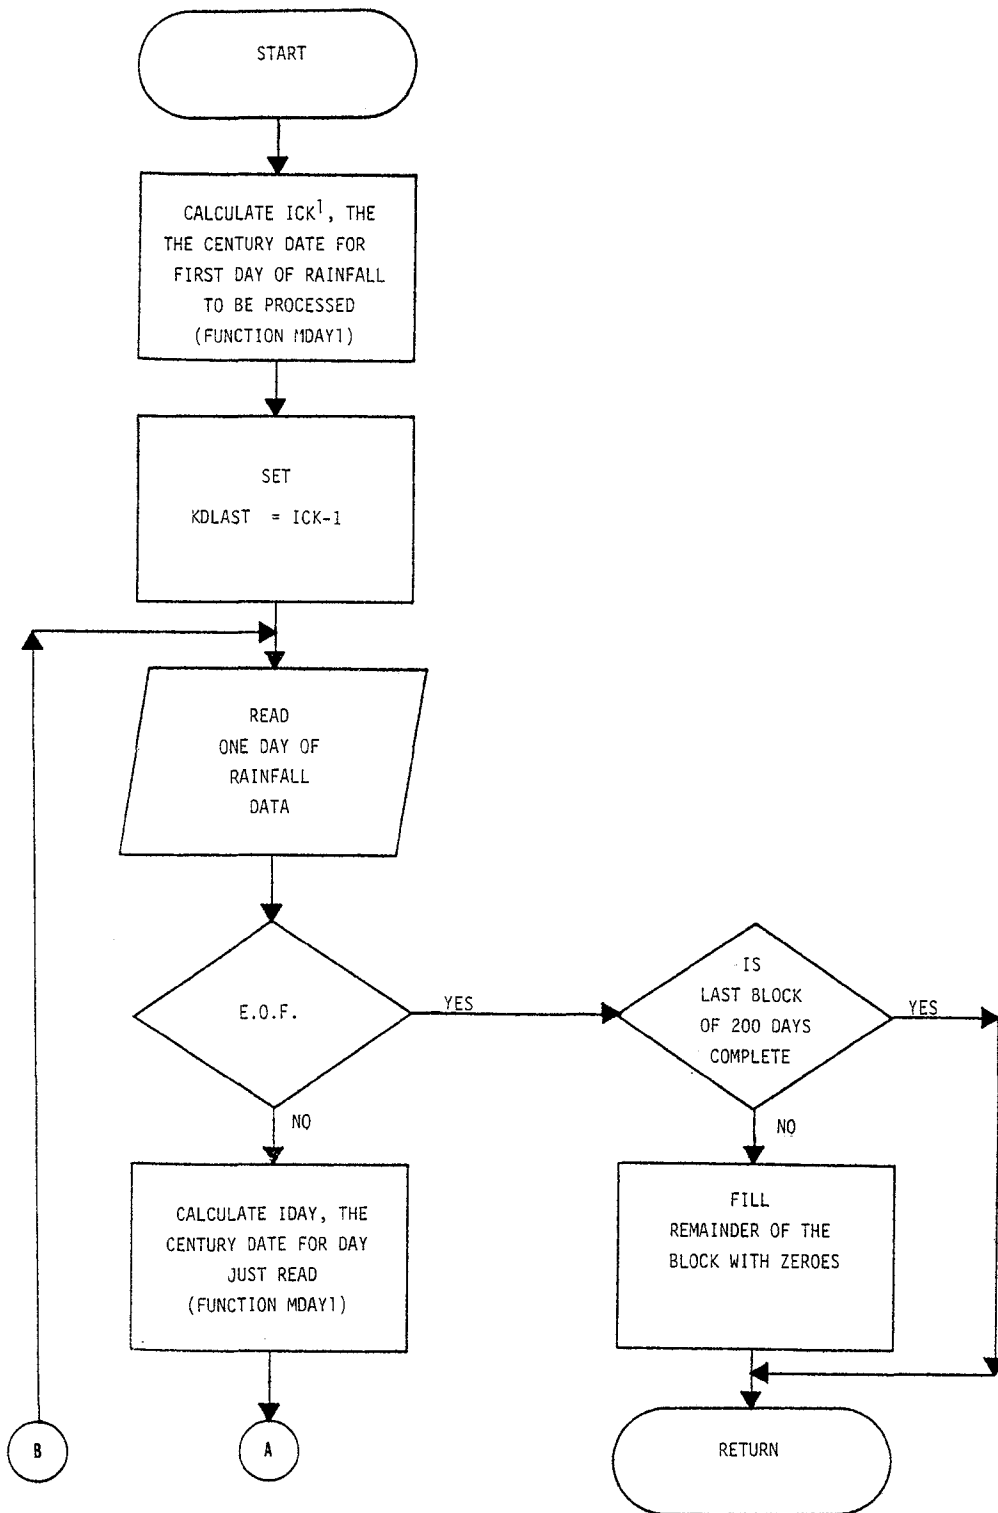 START
CALCULATE ICK1, THE
THE CENTURY DATE FOR
FIRST DAY OF RAINFALL
TO BE PROCESSED
(FUNCTION MDAY1)
SET
KDLAST = ICK-1
READ
ONE DAY OF
RAINFALL
DATA
E.O.F.
YES
IS
LAST BLOCK
OF 200 DAYS
COMPLETE
YES
NO
NO
CALCULATE IDAY, THE
CENTURY DATE FOR DAY
JUST READ
(FUNCTION MDAY1)
FILL
REMAINDER OF THE
BLOCK WITH ZEROES
B
A
RETURN